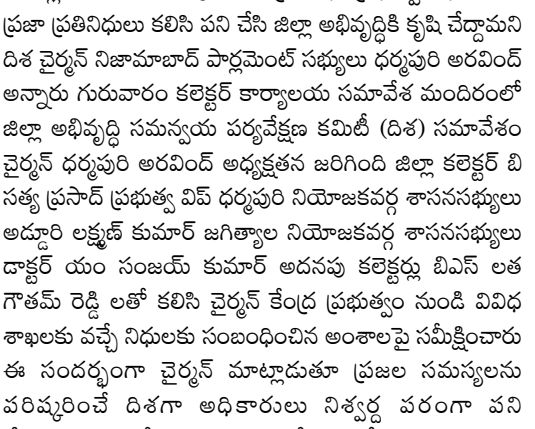 ప్రజా ప్రతినిధులు కలిసి పని చేసి జిల్లా అభివృద్ధికి కృషి చేద్దామని
దిశ చైర్మన్ నిజామాబాద్ పార్లమెంట్ సభ్యులు ధర్మపురి అరవింద్
అన్నారు గురువారం కలెక్టర్ కార్యాలయ సమావేశ మందిరంలో
జిల్లా అభివృద్ధి సమన్వయ పర్యవేక్షణ కమిటీ (దిశ) సమావేశం
చైర్మన్ ధర్మపురి అరవింద్ అధ్యక్షతన జరిగింది జిల్లా కలెక్టర్ బి
సత్య ప్రసాద్ ప్రభుత్వ విప్ ధర్మపురి నియోజకవర్గ శాసనసభ్యులు
అడ్లూరి లక్ష్మణ్ కుమార్ జగిత్యాల నియోజకవర్గ శాసనసభ్యులు
డాక్టర్ యం సంజయ్ కుమార్ అదనపు కలెక్టర్లు బిఎస్ లత
గౌతమ్ రెడ్డి లతో కలిసి చైర్మన్ కేంద్ర ప్రభుత్వం నుండి వివిధ
శాఖలకు వచ్చే నిధులకు సంబంధించిన అంశాలపై సమీక్షించారు
ఈ సందర్భంగా చైర్మన్ మాట్లాడుతూ ప్రజల సమస్యలను
పరిష్కరించే దిశగా అధికారులు నిశ్వర్ధ పరంగా పని